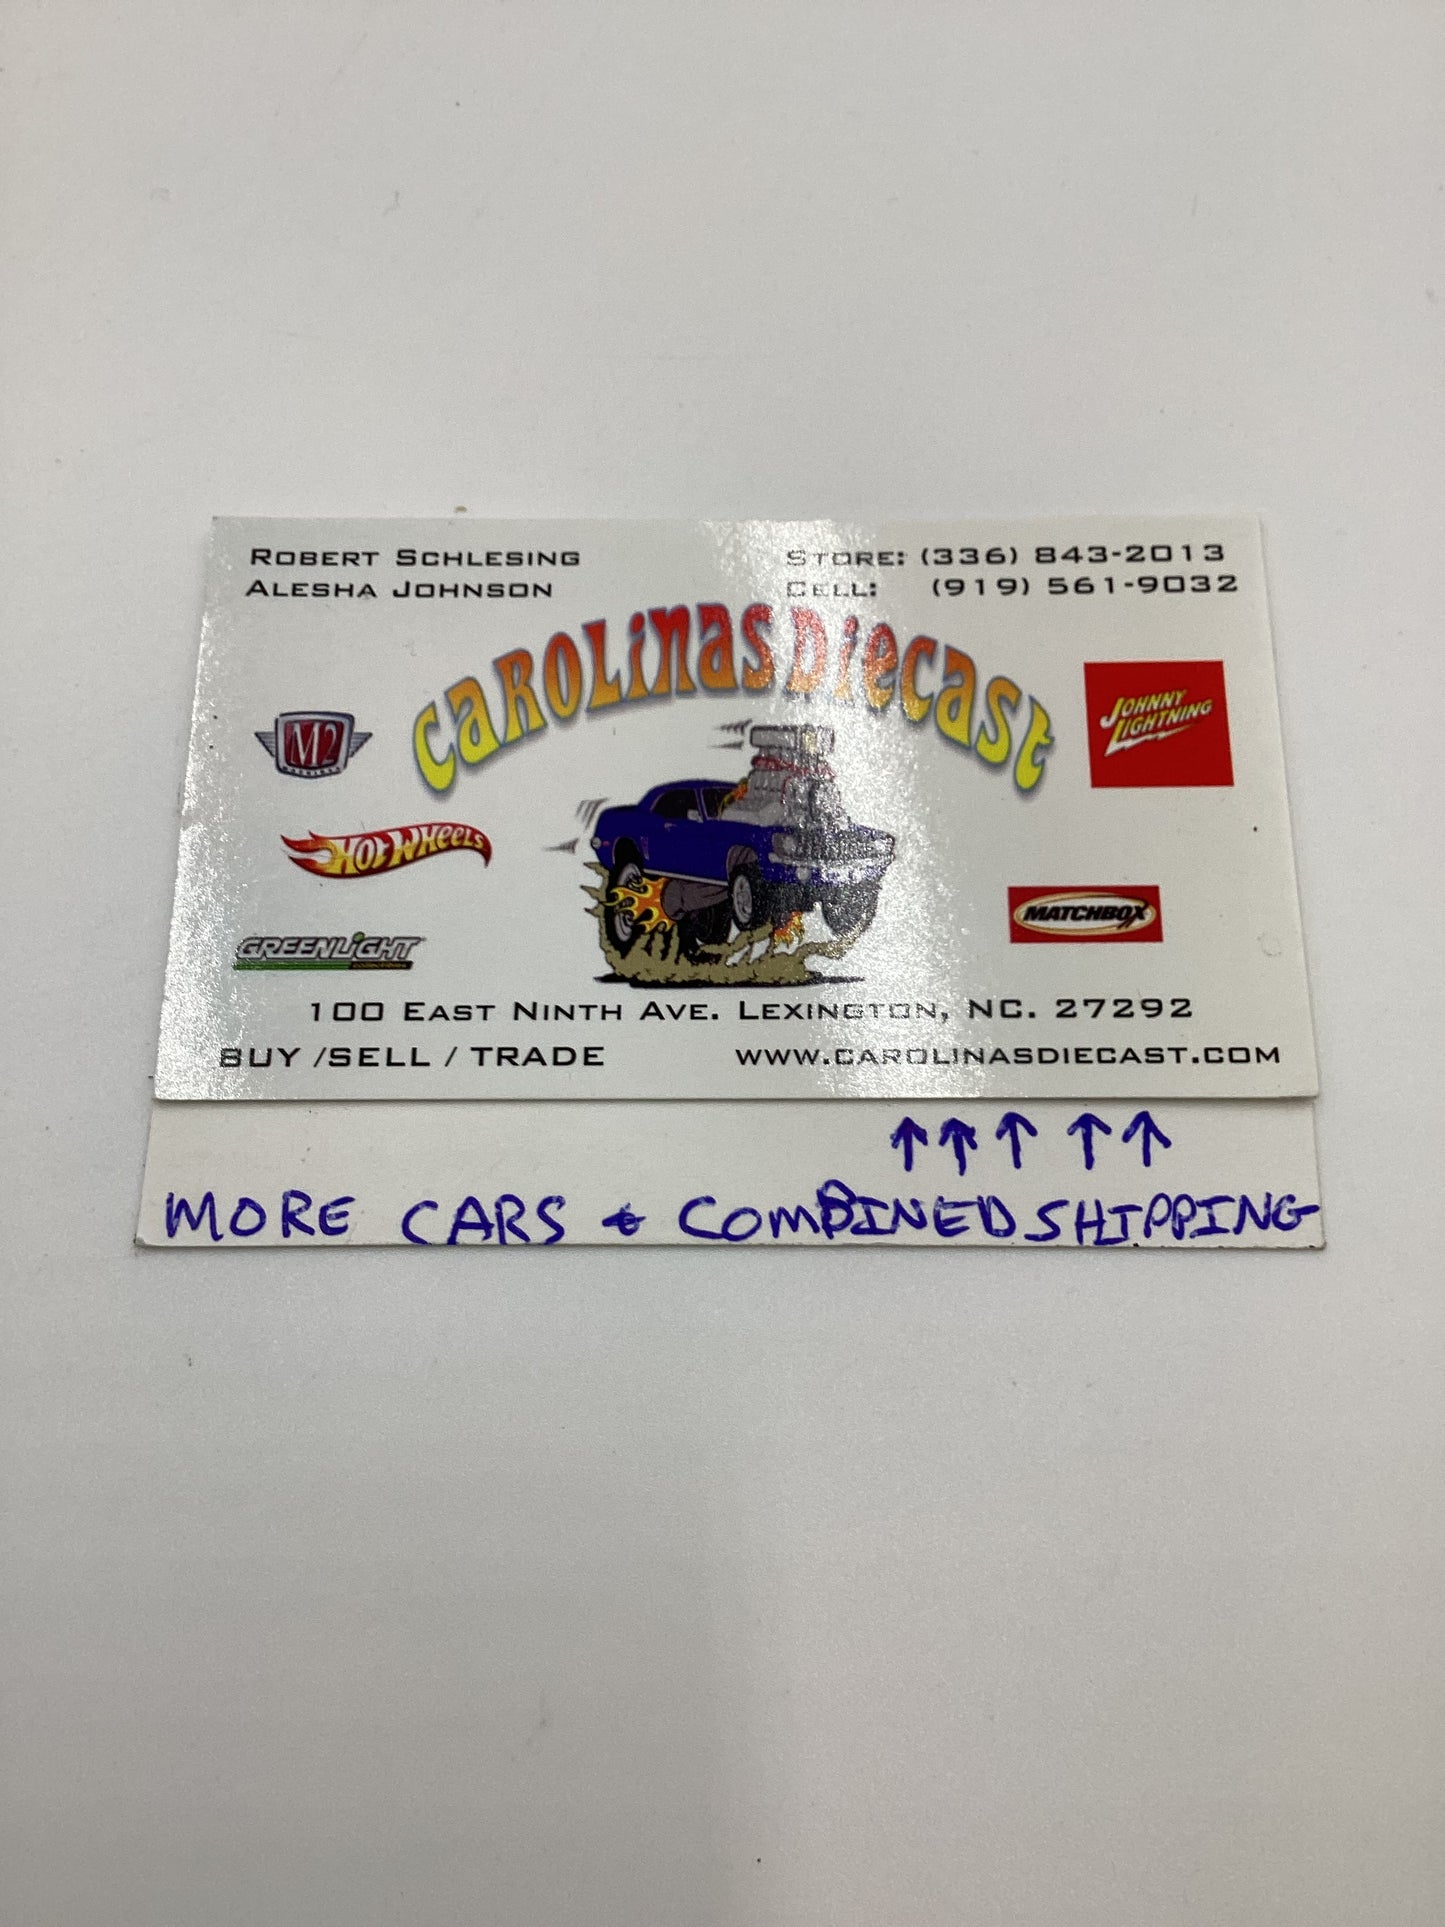 ROBERT SCHLESING
ALESHA JOHNSON
STORE: (336) 843-2013
CELL: (919) 561-9032
CAROLINAS DIECAST
M2
MACHINES
JOHNNY
LIGHTNING
HOT WHEELS
MATCHBOX
GREENLIGHT
100 EAST NINTH AVE. LEXINGTON, NC. 27292
BUY /SELL / TRADE
WWW.CAROLINASDIECAST.COM
↑ ↑ ↑ ↑ ↑
MORE CARS & COMBINED SHIPPING